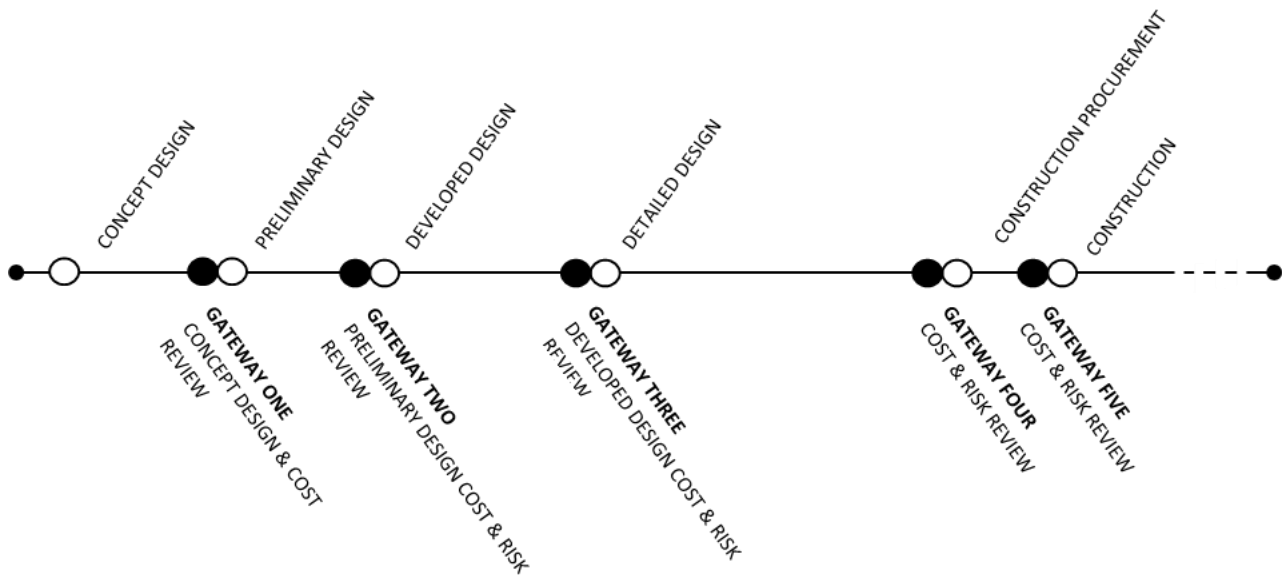 CONCEPT DESIGN
PRELIMINARY DESIGN
DEVELOPED DESIGN
DETAILED DESIGN
CONSTRUCTION PROCUREMENT
CONSTRUCTION
GATEWAY ONE
CONCEPT DESIGN & COST
REVIEW
GATEWAY TWO
PRELIMINARY DESIGN COST & RISK
REVIEW
GATEWAY THREE
DEVELOPED DESIGN COST & RISK
REVIEW
GATEWAY FOUR
COST & RISK REVIEW
GATEWAY FIVE
COST & RISK REVIEW